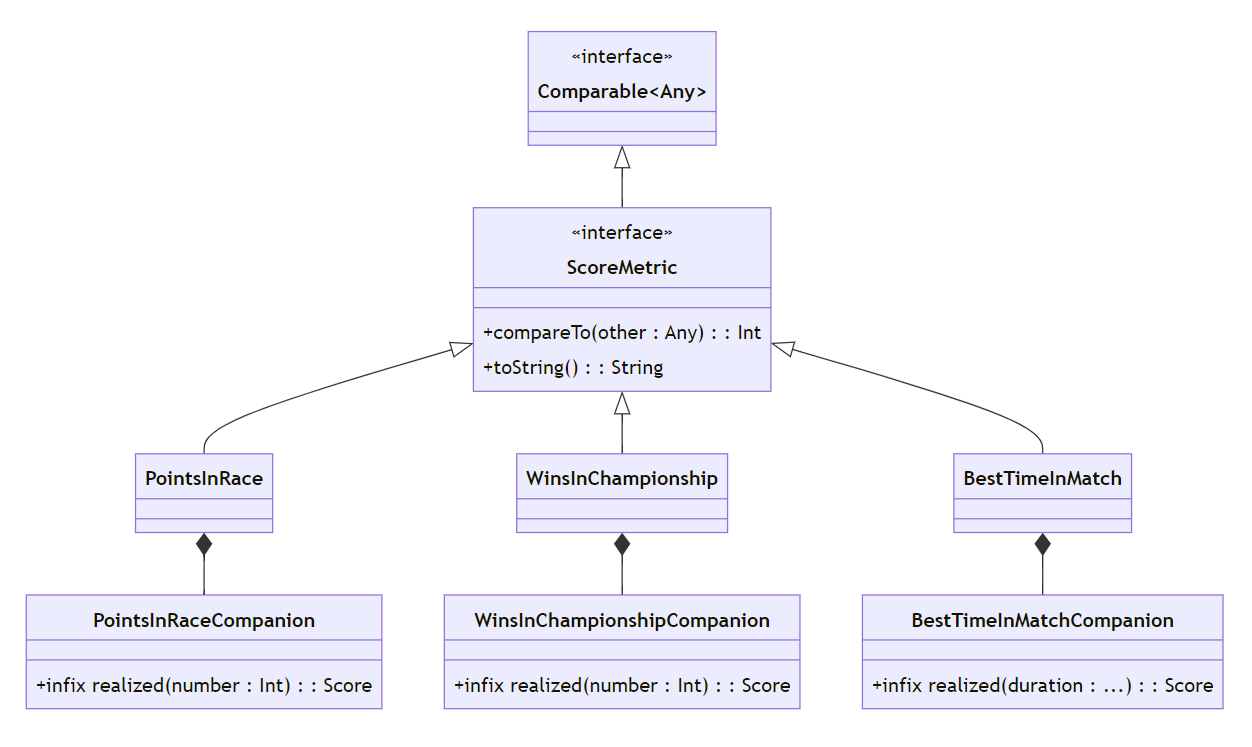 «interface»
Comparable<Any>
«interface»
ScoreMetric
+compareTo(other : Any) : : Int
+toString() : : String
PointsInRace
WinsInChampionship
BestTimeInMatch
PointsInRaceCompanion
+infix realized(number : Int) : : Score
WinsInChampionshipCompanion
+infix realized(number : Int) : : Score
BestTimeInMatchCompanion
+infix realized(duration : ...) : : Score